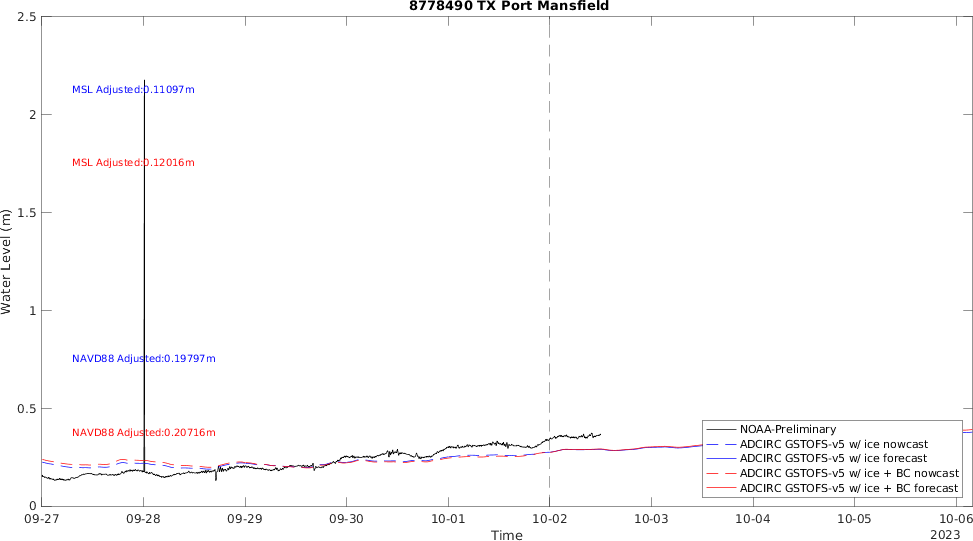 8778490 TX Port Mansfield
2.5
2
1.5
1
0.5
0
Water Level (m)
MSL Adjusted:0.11097m
MSL Adjusted:0.12016m
NAVD88 Adjusted:0.19797m
NAVD88 Adjusted:0.20716m
NOAA-Preliminary
ADCIRC GSTOFS-v5 w/ ice nowcast
ADCIRC GSTOFS-v5 w/ ice forecast
ADCIRC GSTOFS-v5 w/ ice + BC nowcast
ADCIRC GSTOFS-v5 w/ ice + BC forecast
09-27 09-28 09-29 09-30 10-01 10-02 10-03 10-04 10-05 10-06
Time
2023